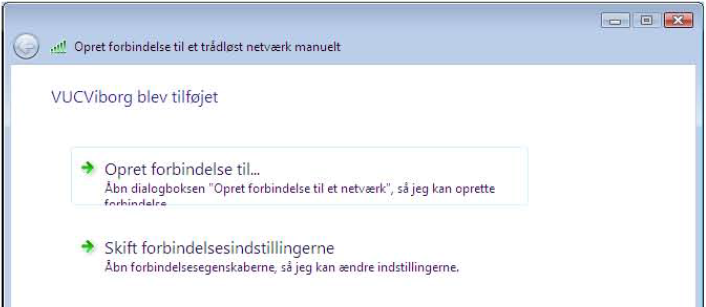 Opret forbindelse til et trådløst netværk manuelt
VUCViborg blev tilføjet
Opret forbindelse til...
Åbn dialogboksen "Opret forbindelse til et netværk", så jeg kan oprette
forbindelse
Skift forbindelsesindstillingerne
Åbn forbindelsesegenskaberne, så jeg kan ændre indstillingerne.